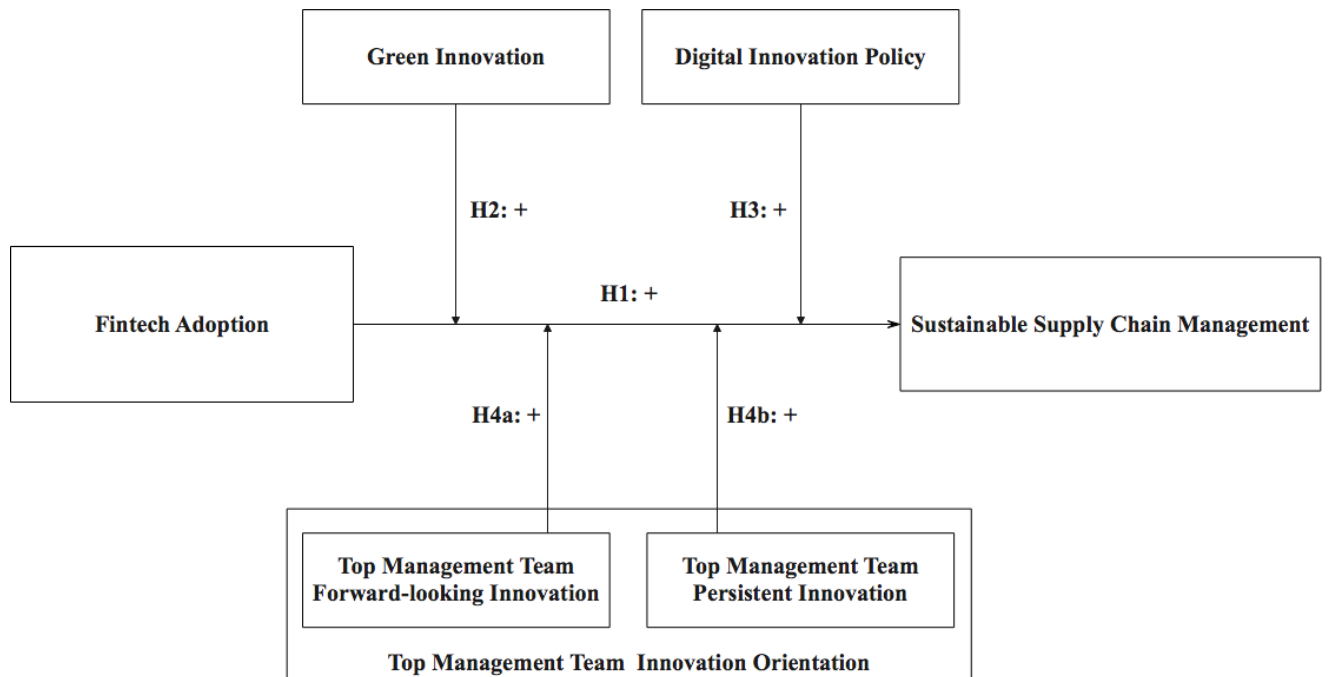 Green Innovation
Digital Innovation Policy
H2: +
H3: +
H1: +
Fintech Adoption
Sustainable Supply Chain Management
H4a: +
H4b: +
Top Management Team
Forward-looking Innovation
Top Management Team
Persistent Innovation
Top Management Team Innovation Orientation